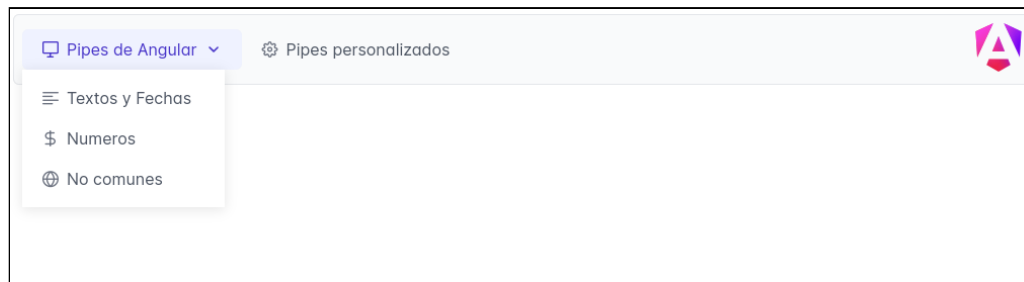 Pipes de Angular
Pipes personalizados
Textos y Fechas
Numeros
No comunes